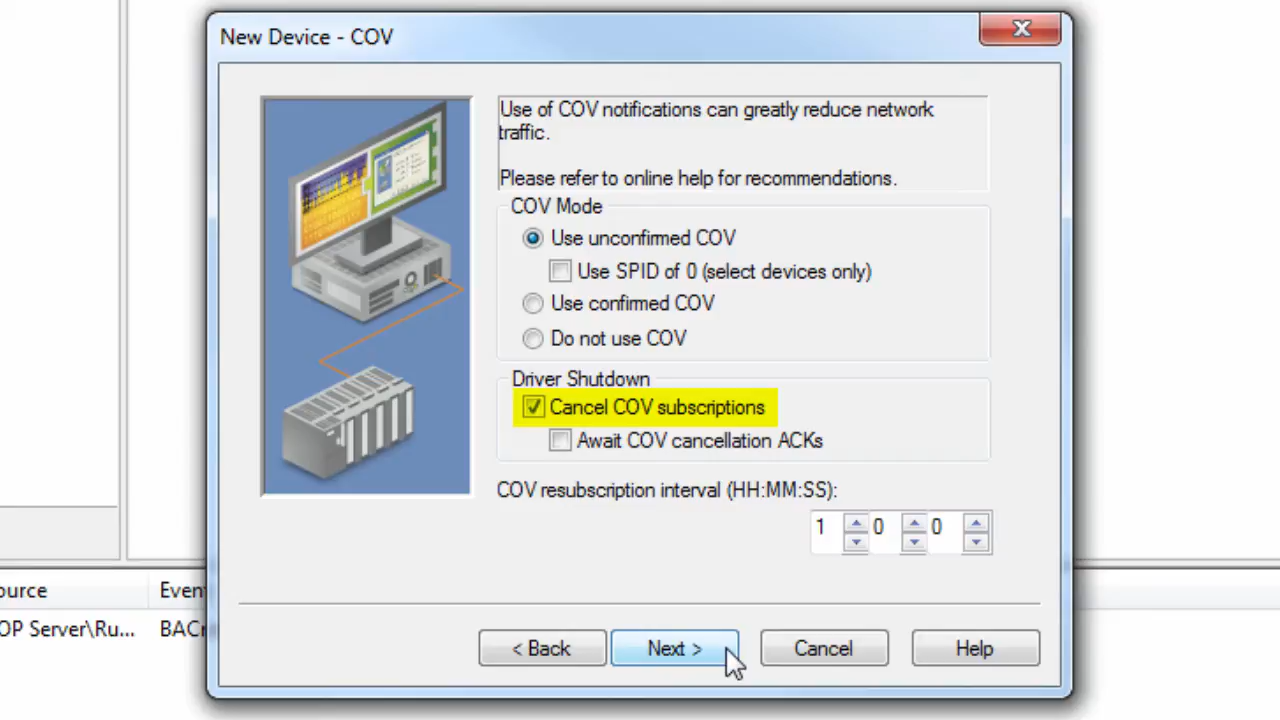 New Device - COV
Use of COV notifications can greatly reduce network
traffic.
Please refer to online help for recommendations.
COV Mode
Use unconfirmed COV
Use SPID of 0 (select devices only)
Use confirmed COV
Do not use COV
Driver Shutdown
Cancel COV subscriptions
Await COV cancellation ACKs
COV resubscription interval (HH:MM:SS):
1 0 0
ource Even
OP Server\Ru... BAC
< Back Next > Cancel Help